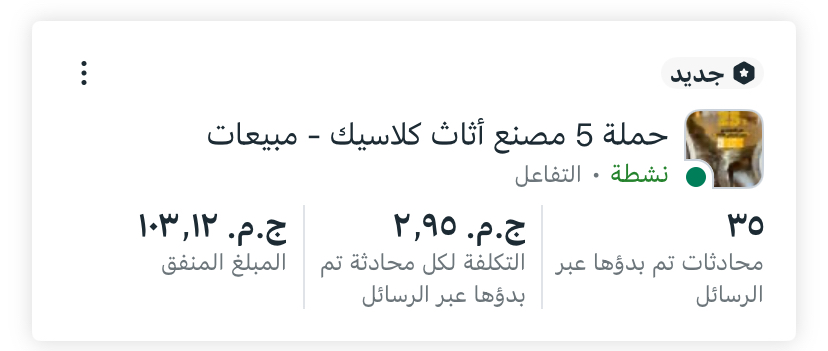 جديد
حملة 5 مصنع أثاث كلاسيك - مبيعات
نشطة • التفاعل
٣٥
محادثات تم بدؤها عبر
الرسائل
ج.م. ٢,٩٥
التكلفة لكل محادثة تم
بدؤها عبر الرسائل
ج.م. ١٠٣,١٢
المبلغ المنفق